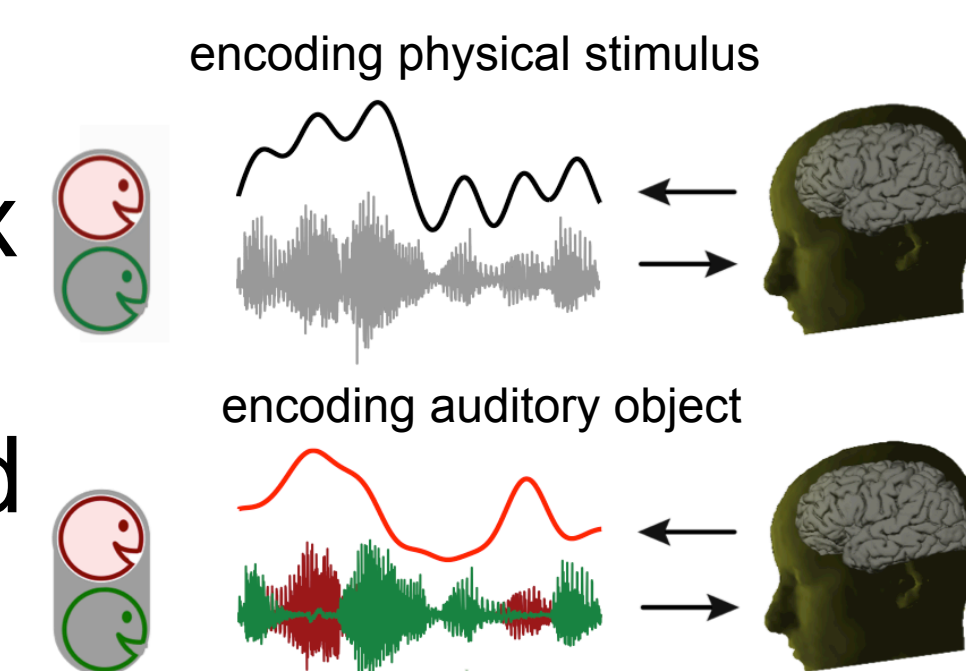 encoding physical stimulus
x
encoding auditory object
d